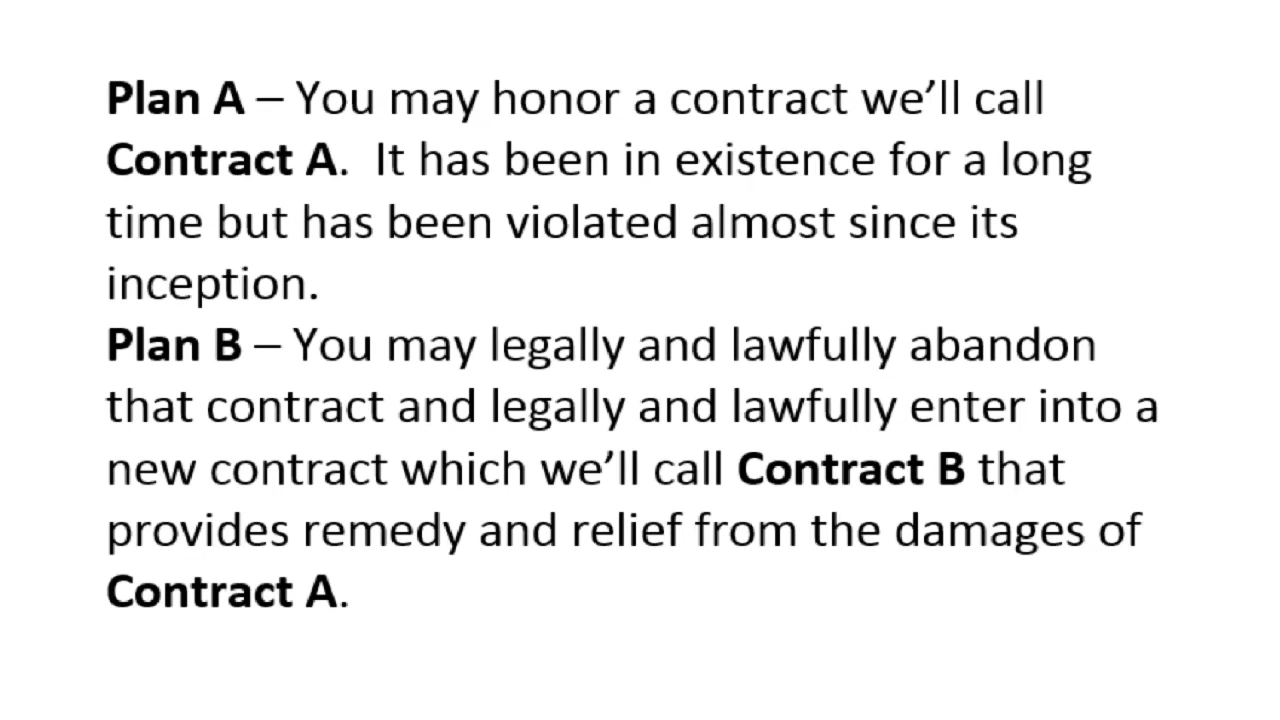 Plan A – You may honor a contract we’ll call
Contract A.  It has been in existence for a long
time but has been violated almost since its
inception.
Plan B – You may legally and lawfully abandon
that contract and legally and lawfully enter into a
new contract which we’ll call Contract B that
provides remedy and relief from the damages of
Contract A.